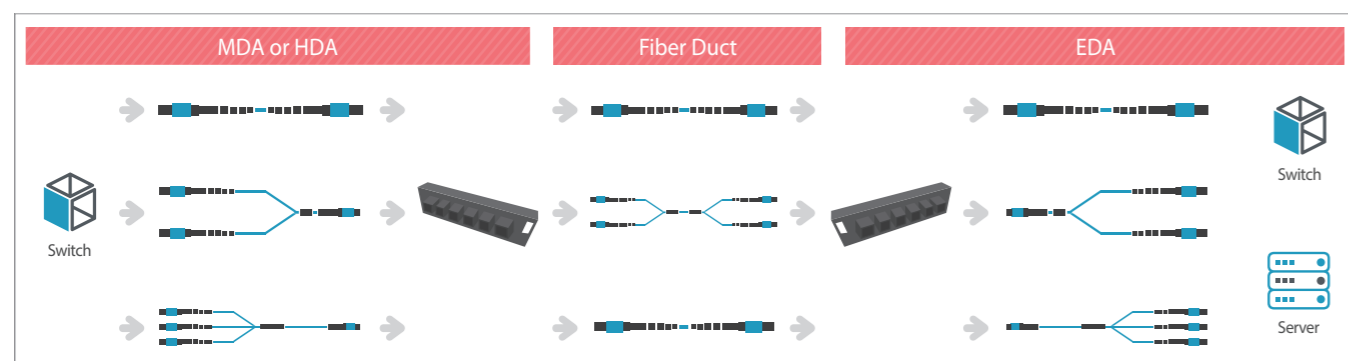 MDA or HDA
Fiber Duct
EDA
Switch
Switch
Server